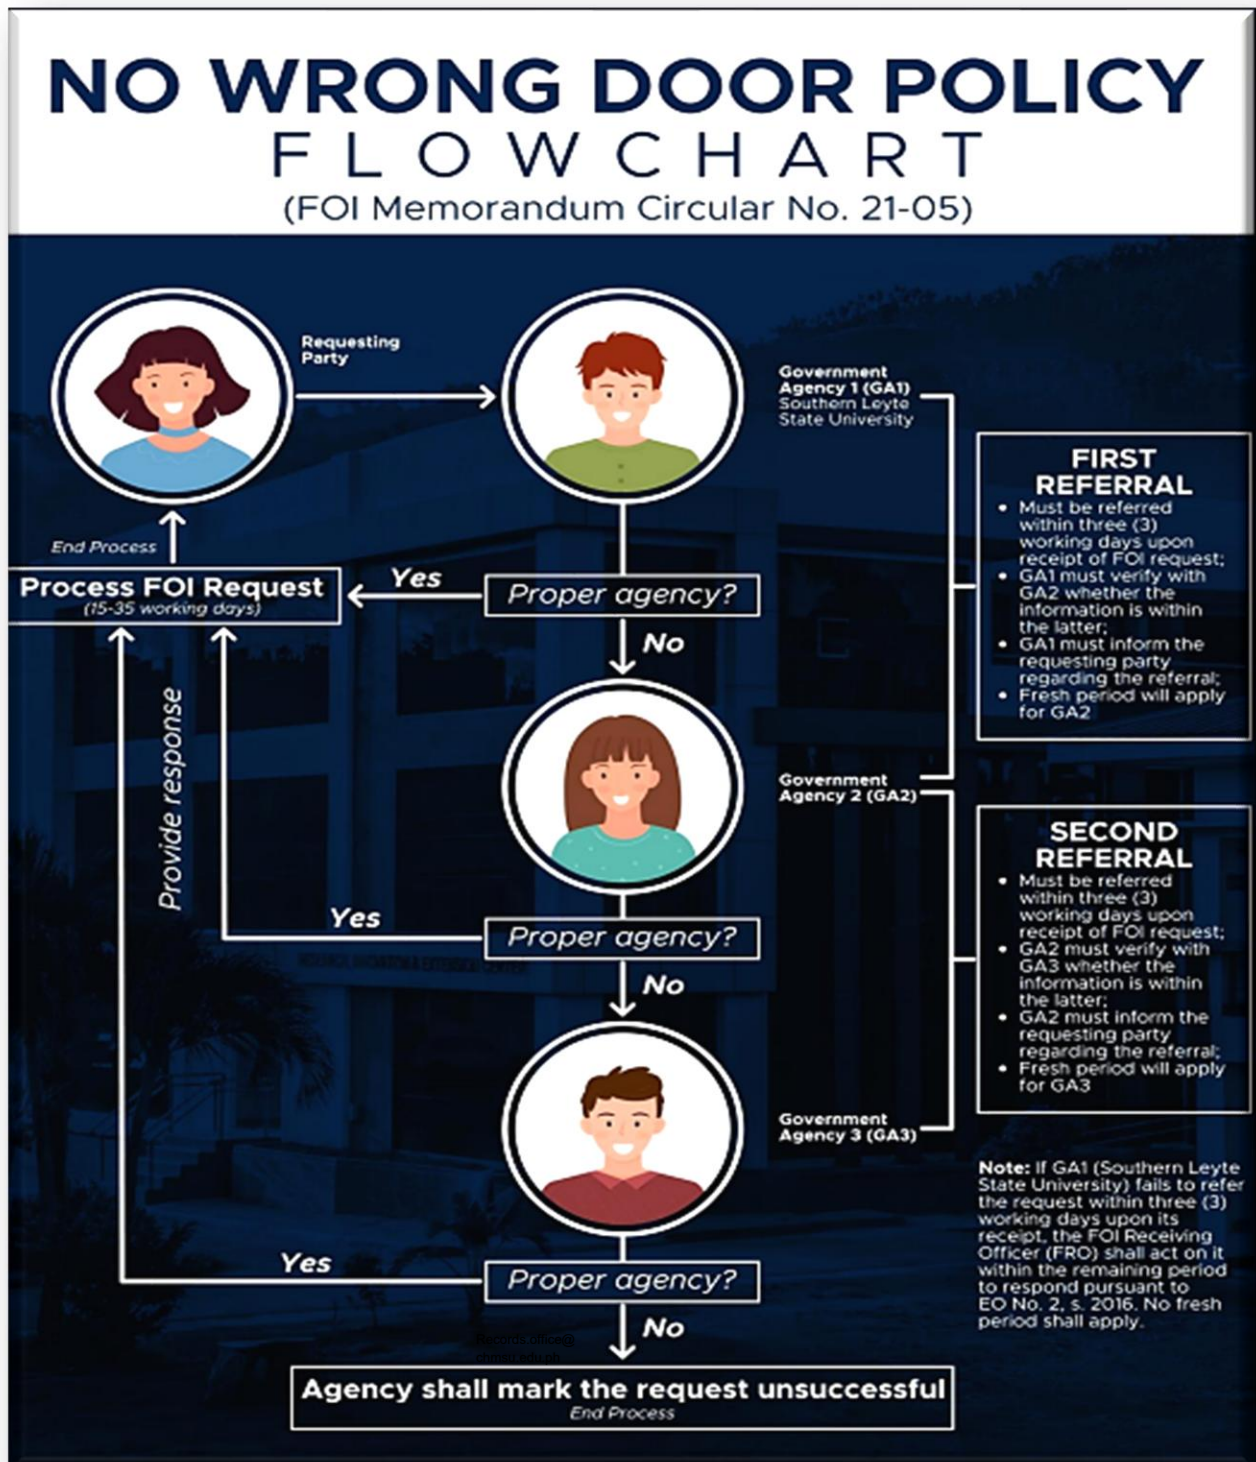 NO WRONG DOOR POLICY
FLOWCHART
(FOI Memorandum Circular No. 21-05)
Requesting
Party
Government
Agency 1 (GA1)
Southern Leyte
State University
FIRST
REFERRAL
• Must be referred
within three (3)
working days upon
receipt of FOI request;
• GA1 must verify with
GA2 whether the
information is within
the latter;
• GA1 must inform the
requesting party
regarding the referral;
• Fresh period will apply
for GA2
End Process
Process FOI Request
(15-35 working days)
Yes
Proper agency?
No
Provide response
Government
Agency 2 (GA2)
SECOND
REFERRAL
• Must be referred
within three (3)
working days upon
receipt of FOI request;
• GA2 must verify with
GA3 whether the
information is within
the latter;
• GA2 must inform the
requesting party
regarding the referral;
• Fresh period will apply
for GA3
Yes
Proper agency?
No
Government
Agency 3 (GA3)
Note: If GA1 (Southern Leyte
State University) fails to refer
the request within three (3)
working days upon its
receipt, the FOI Receiving
Officer (FRO) shall act on it
within the remaining period
to respond pursuant to
EO No. 2, s. 2016. No fresh
period shall apply.
Yes
Proper agency?
No
Records.office@
Agency shall mark the request unsuccessful
End Process